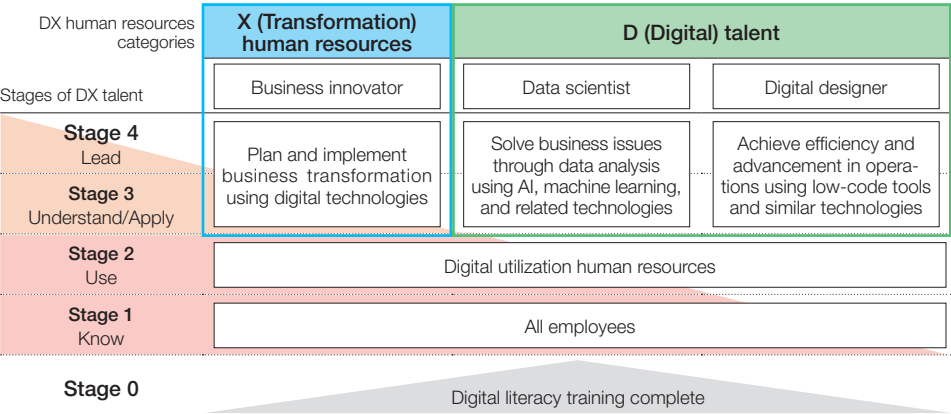 DX human resources
categories
X (Transformation)
human resources
D (Digital) talent
Stages of DX talent
Business innovator
Data scientist
Digital designer
Stage 4
Lead
Stage 3
Understand/Apply
Plan and implement
business transformation
using digital technologies
Solve business issues
through data analysis
using AI, machine learning,
and related technologies
Achieve efficiency and
advancement in opera-
tions using low-code tools
and similar technologies
Stage 2
Use
Digital utilization human resources
Stage 1
Know
All employees
Stage 0
Digital literacy training complete